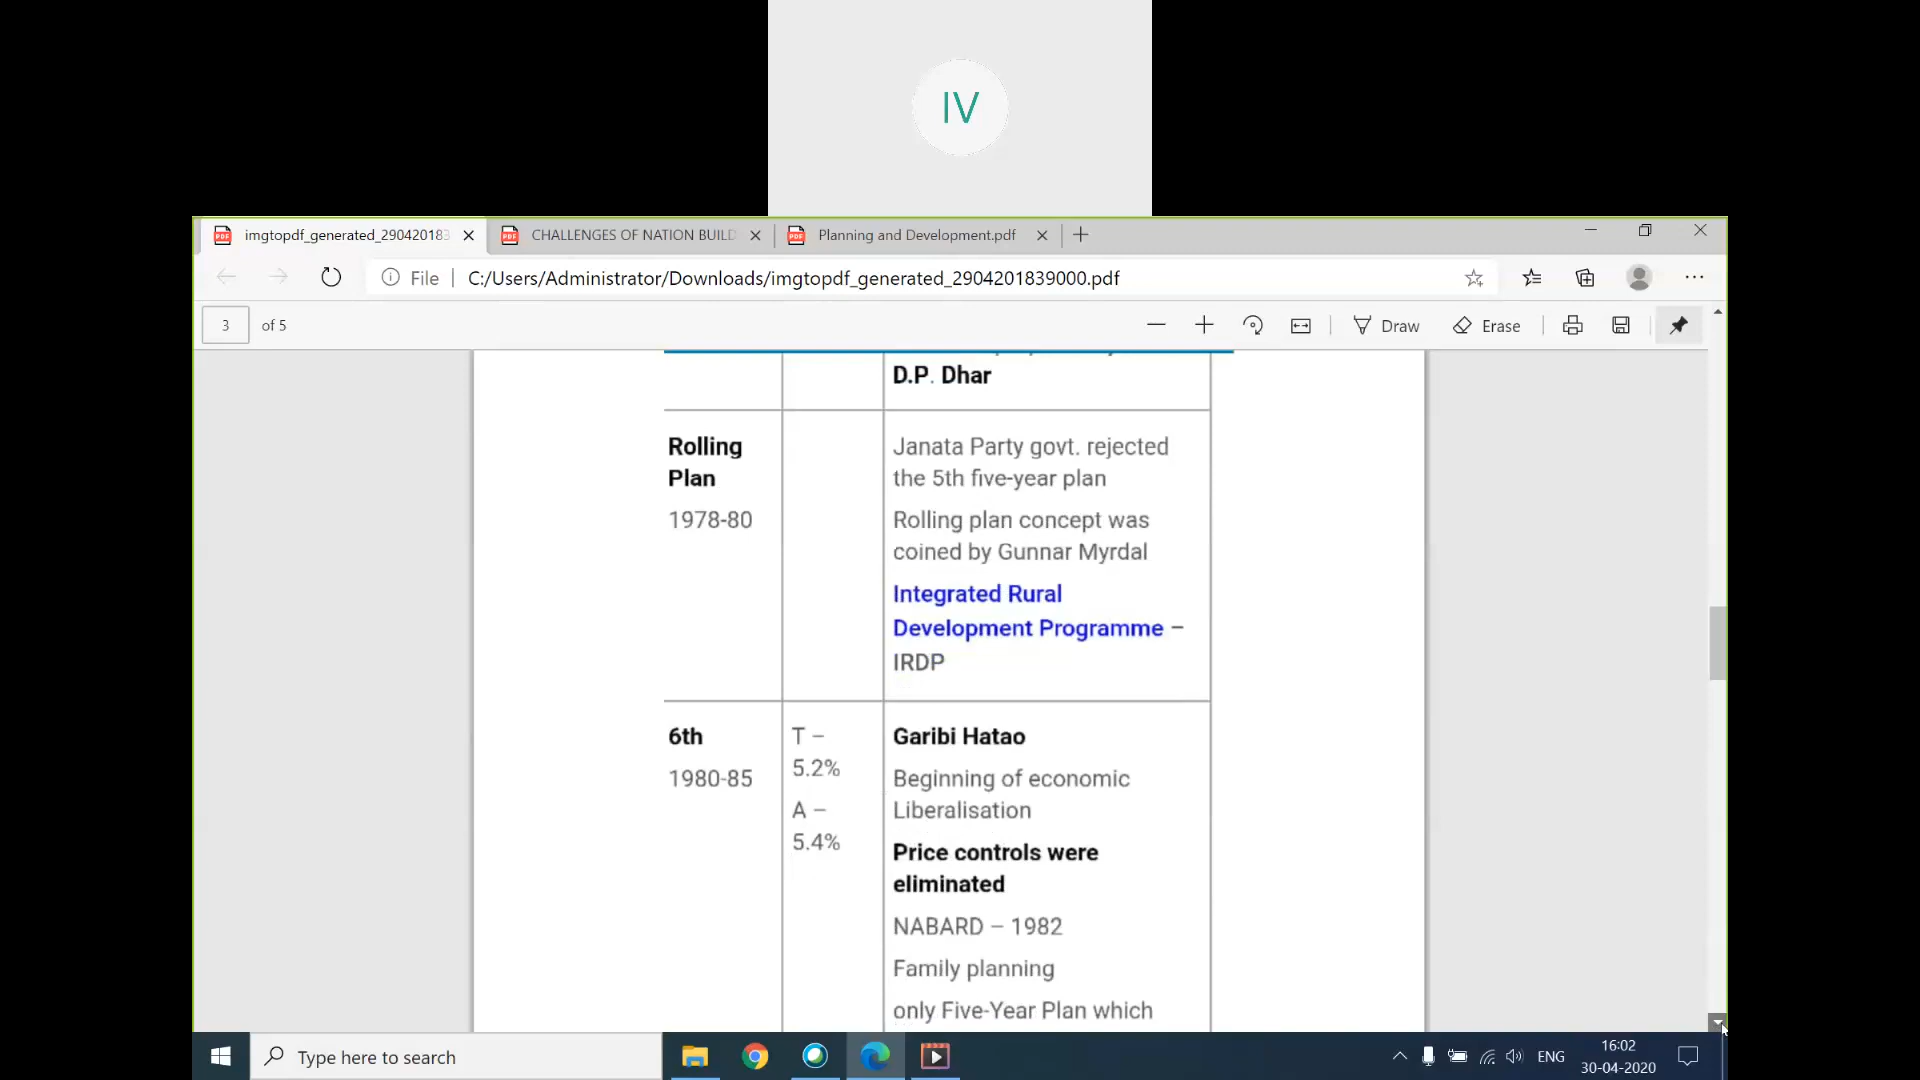 IV
imgtopdf_generated_290420183
CHALLENGES OF NATION BUILD
Planning and Development.pdf
File
C:/Users/Administrator/Downloads/imgtopdf_generated_2904201839000.pdf
3 of 5
Draw
Erase
D.P. Dhar
Rolling
Plan
1978-80
Janata Party govt. rejected
the 5th five-year plan
Rolling plan concept was
coined by Gunnar Myrdal
Integrated Rural
Development Programme –
IRDP
6th
1980-85
T –
5.2%
A –
5.4%
Garibi Hatao
Beginning of economic
Liberalisation
Price controls were
eliminated
NABARD – 1982
Family planning
only Five-Year Plan which
Type here to search
ENG
16:02
30-04-2020